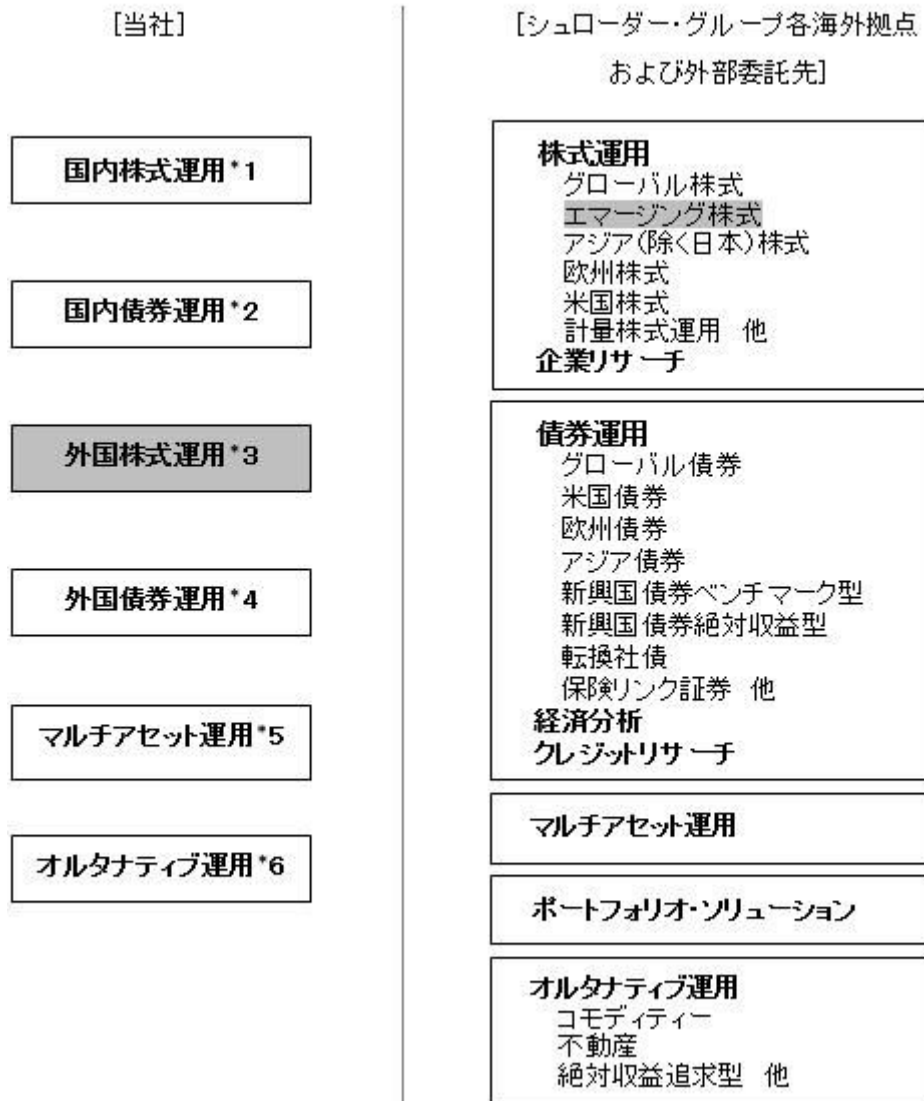 [当社]
国内株式運用*1
国内債券運用*2
外国株式運用*3
外国債券運用*4
マルチアセット運用*5
オルタナティブ運用*6
[シュローダー・グループ各海外拠点
および外部委託先]
株式運用
グローバル株式
エマージング株式
アジア(除く日本)株式
欧州株式
米国株式
計量株式運用 他
企業リサーチ
債券運用
グローバル債券
米国債券
欧州債券
アジア債券
新興国債券ベンチマーク型
新興国債券絶対収益型
転換社債
保険リンク証券 他
経済分析
クレジットリサーチ
マルチアセット運用
ポートフォリオ・ソリューション
オルタナティブ運用
コモディティー
不動産
絶対収益追求型 他